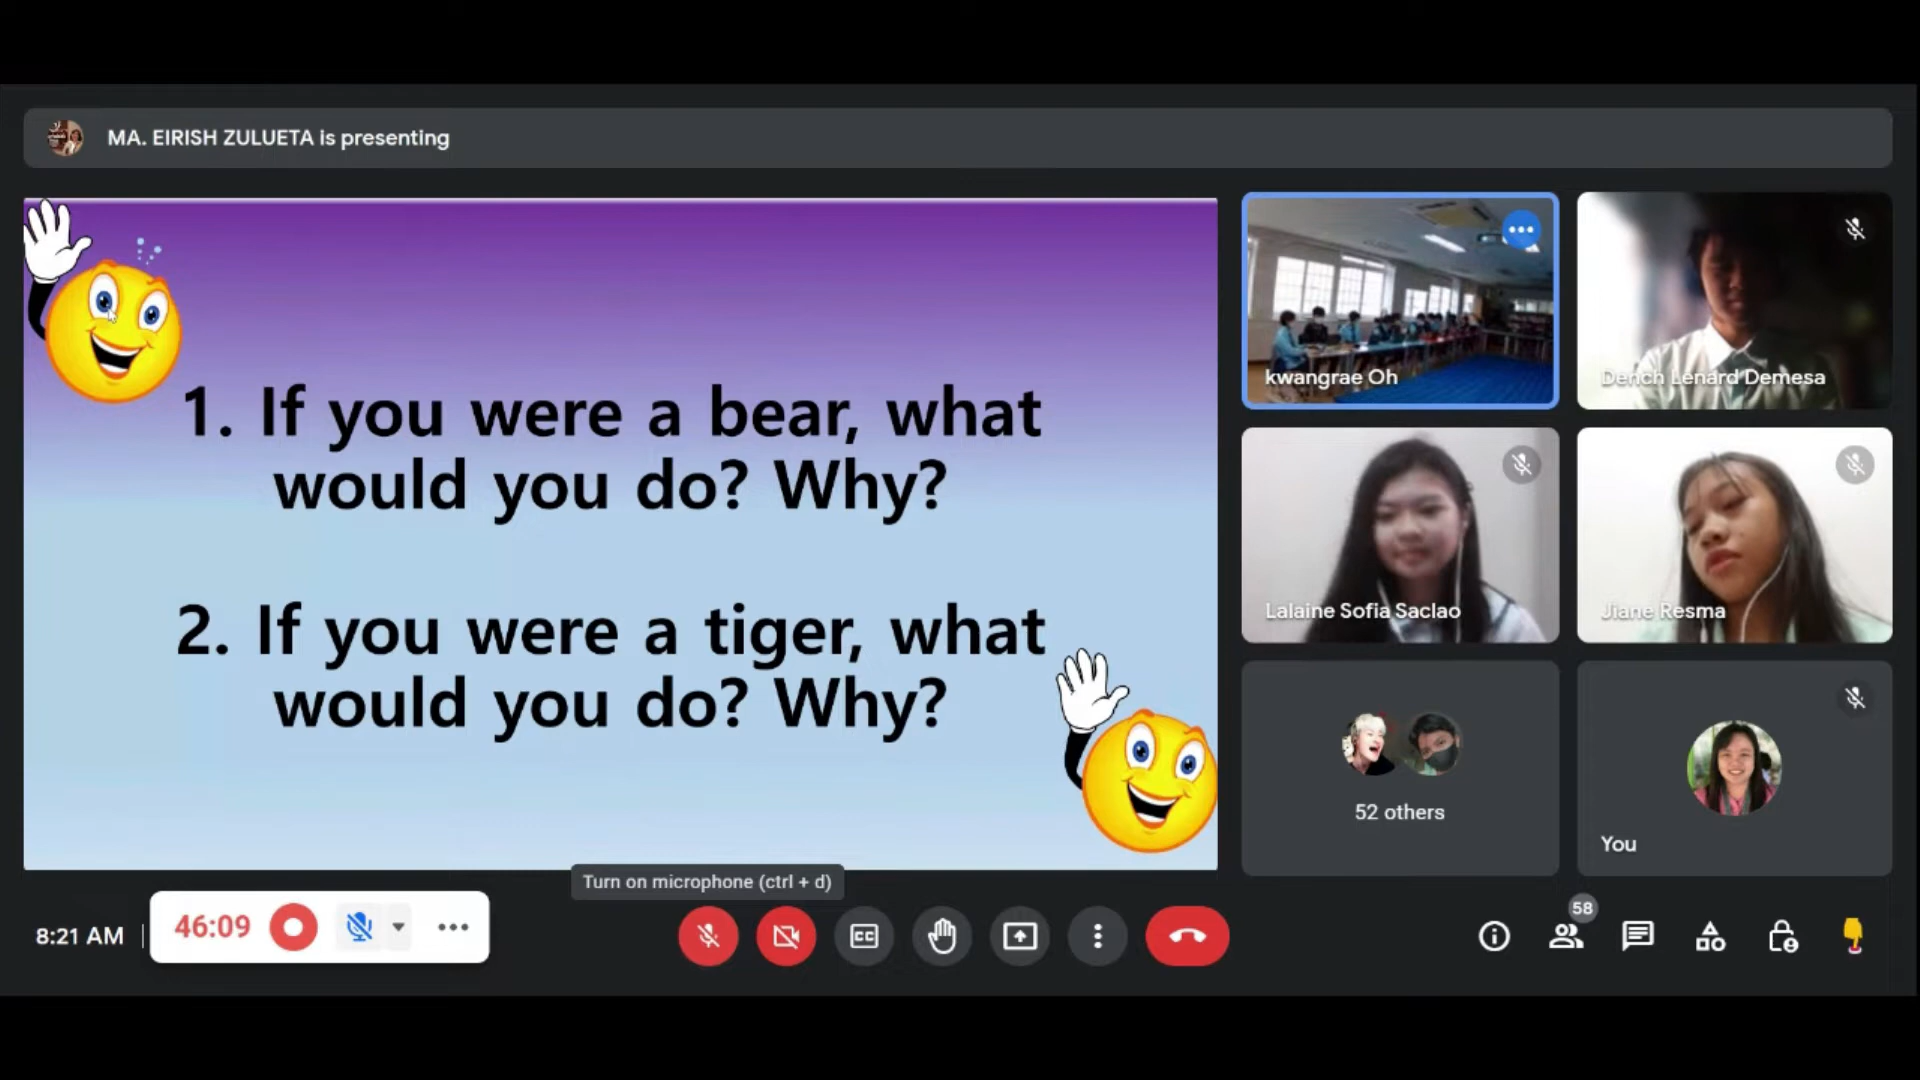 MA. EIRISH ZULUETA is presenting
1. If you were a bear, what
would you do? Why?
2. If you were a tiger, what
would you do? Why?
kwangrae Oh
Dench Lenard Demesa
Lalaine Sofia Saclao
Jiane Resma
52 others
You
Turn on microphone (ctrl + d)
8:21 AM
46:09
CC
58